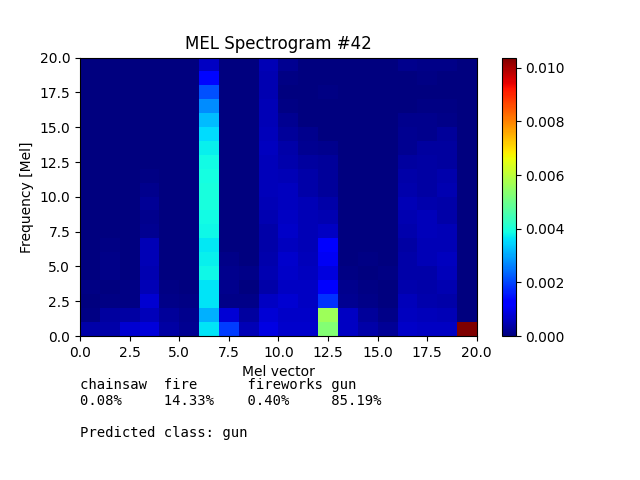 MEL Spectrogram #42
20.0
17.5
15.0
12.5
10.0
7.5
5.0
2.5
0.0
Frequency [Mel]
0.0 2.5 5.0 7.5 10.0 12.5 15.0 17.5 20.0
Mel vector
0.010
0.008
0.006
0.004
0.002
0.000
chainsaw fire fireworks gun
0.08% 14.33% 0.40% 85.19%
Predicted class: gun